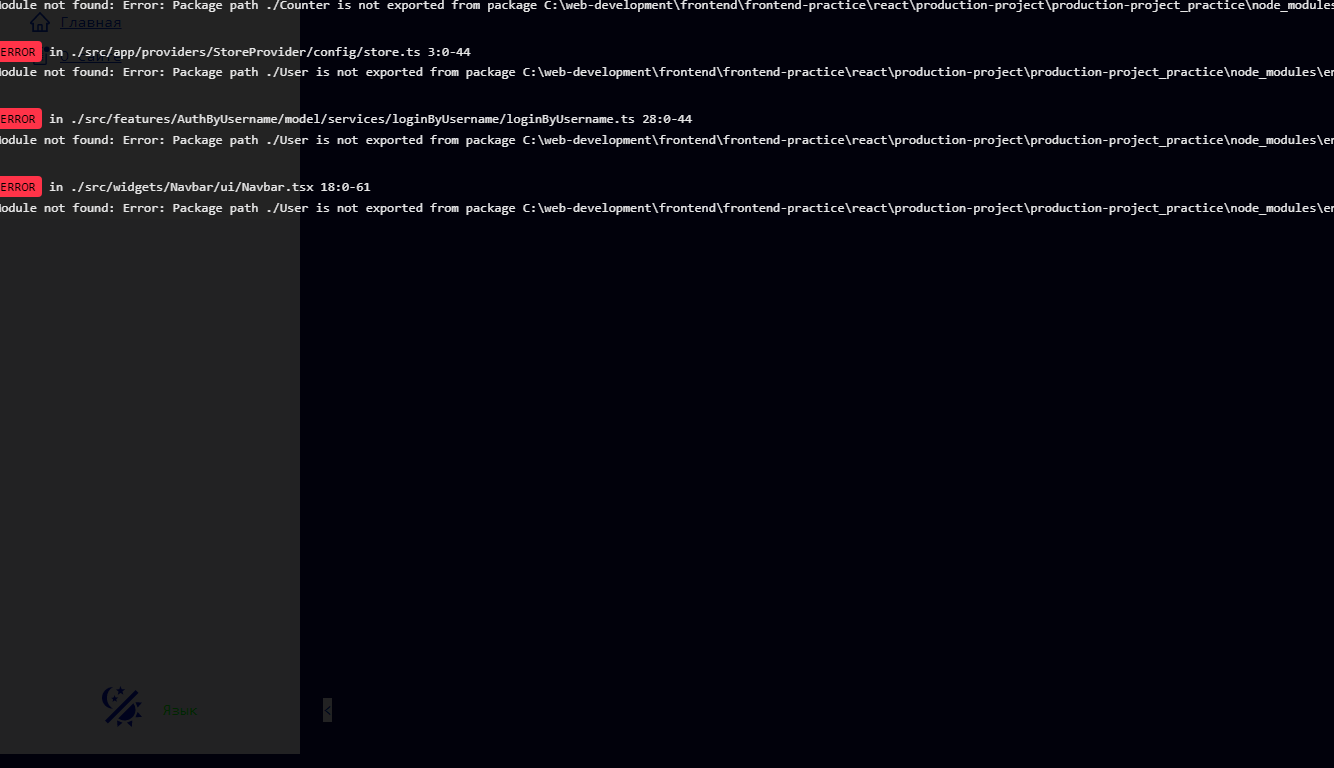 Module not found: Error: Package path ./Counter is not exported from package C:\web-development\frontend\frontend-practice\react\production-project\production-project_practice\node_modules
Главная
ERROR in ./src/app/providers/StoreProvider/config/store.ts 3:0-44
О сайте
Module not found: Error: Package path ./User is not exported from package C:\web-development\frontend\frontend-practice\react\production-project\production-project_practice\node_modules\en
ERROR in ./src/features/AuthByUsername/model/services/loginByUsername/loginByUsername.ts 28:0-44
Module not found: Error: Package path ./User is not exported from package C:\web-development\frontend\frontend-practice\react\production-project\production-project_practice\node_modules\en
ERROR in ./src/widgets/Navbar/ui/Navbar.tsx 18:0-61
Module not found: Error: Package path ./User is not exported from package C:\web-development\frontend\frontend-practice\react\production-project\production-project_practice\node_modules\en
Язык
<